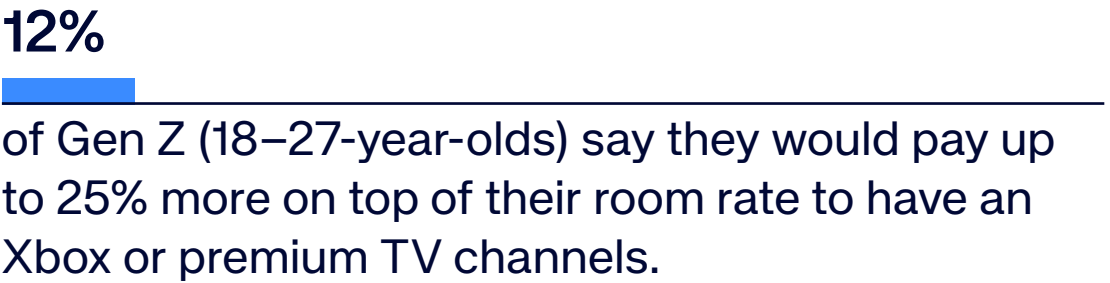 12%
of Gen Z (18–27-year-olds) say they would pay up
to 25% more on top of their room rate to have an
Xbox or premium TV channels.